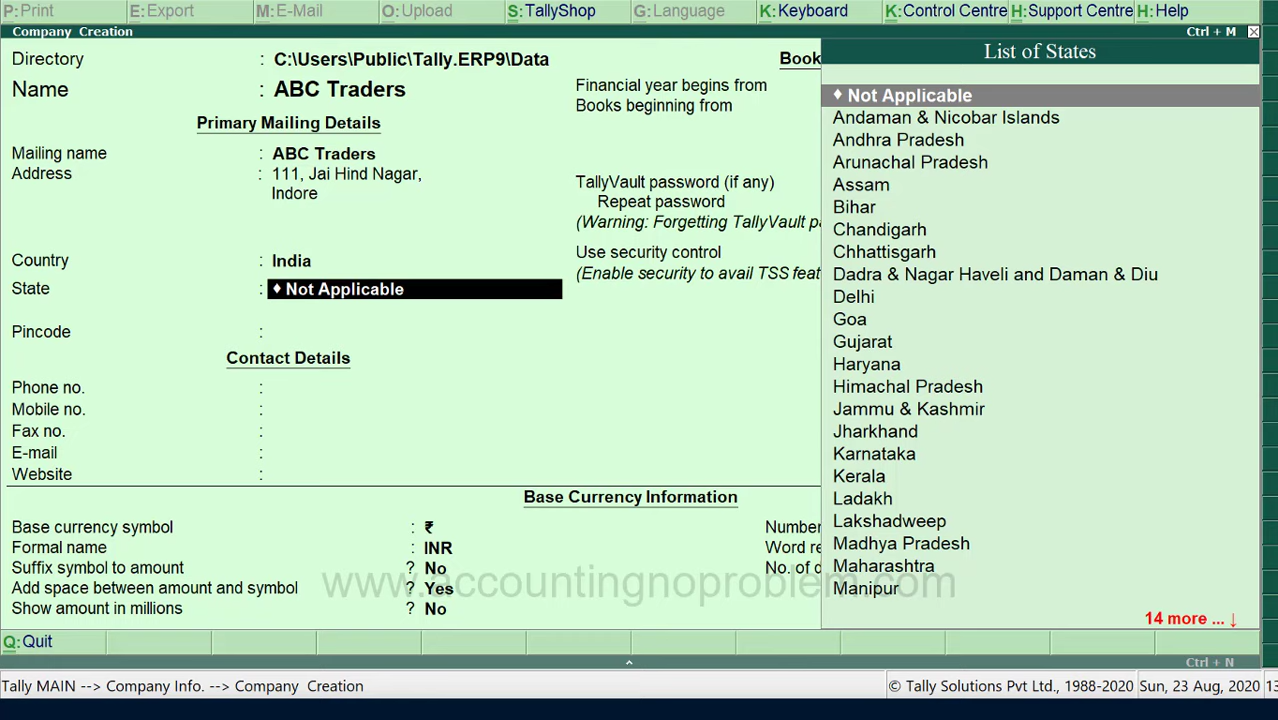 P:Print E:Export M:E-Mail O:Upload S:TallyShop G:Language K:Keyboard K:Control Centre H:Support Centre H:Help
Company Creation Ctrl + M
Directory : C:\Users\Public\Tally.ERP9\Data
Name : ABC Traders
Primary Mailing Details
Mailing name : ABC Traders
Address : 111, Jai Hind Nagar,
Indore
Country : India
State : ♦ Not Applicable
Pincode :
Contact Details
Phone no. :
Mobile no. :
Fax no. :
E-mail :
Website :
Book
Financial year begins from
Books beginning from
TallyVault password (if any)
Repeat password
(Warning: Forgetting TallyVault pa
Use security control
(Enable security to avail TSS feat
List of States
♦ Not Applicable
Andaman & Nicobar Islands
Andhra Pradesh
Arunachal Pradesh
Assam
Bihar
Chandigarh
Chhattisgarh
Dadra & Nagar Haveli and Daman & Diu
Delhi
Goa
Gujarat
Haryana
Himachal Pradesh
Jammu & Kashmir
Jharkhand
Karnataka
Kerala
Ladakh
Lakshadweep
Madhya Pradesh
Maharashtra
Manipur
14 more ... ↓
Base Currency Information
Base currency symbol : ₹
Formal name : INR
Suffix symbol to amount ? No
Add space between amount and symbol ? Yes
Show amount in millions ? No
Number
Word re
No. of d
www.accountingnoproblem.com
Q:Quit
Ctrl + N
Tally MAIN --> Company Info. --> Company Creation © Tally Solutions Pvt Ltd., 1988-2020 Sun, 23 Aug, 2020 13